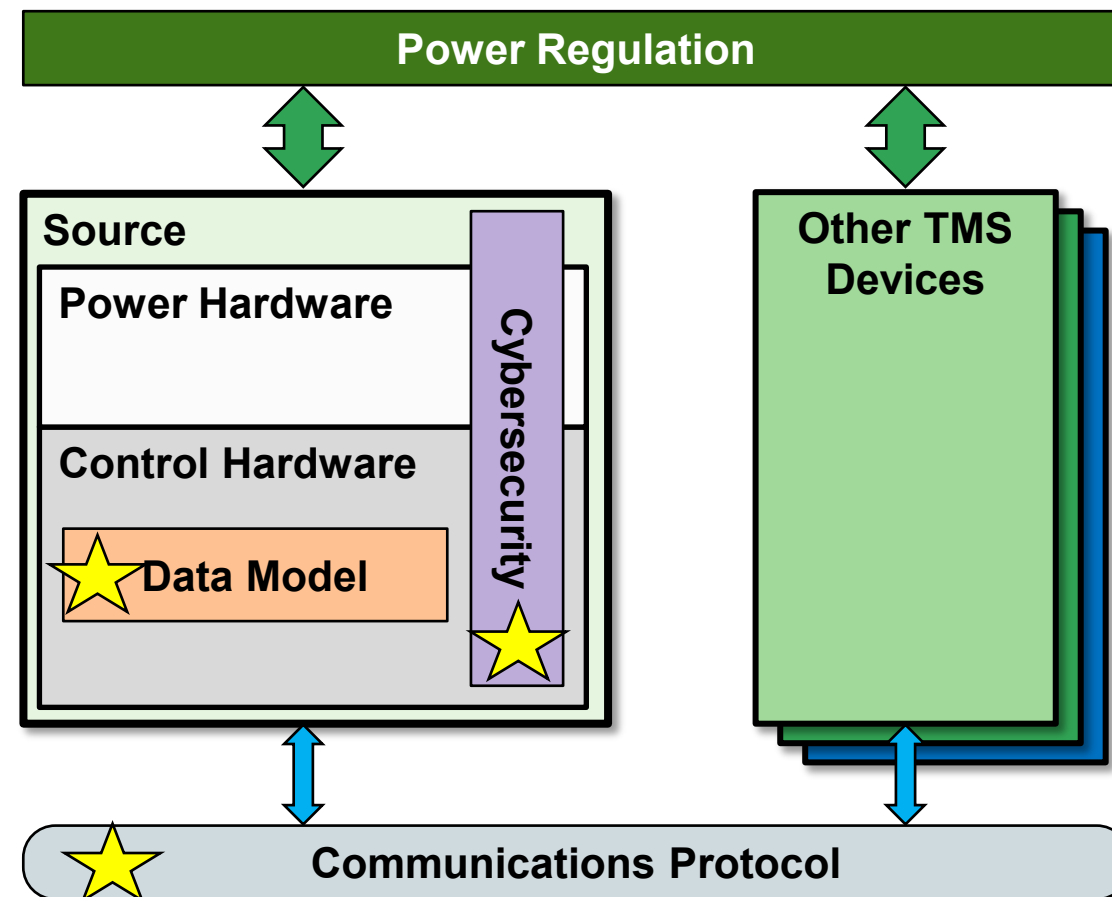 Power Regulation
Source
Power Hardware
Control Hardware
Data Model
Cybersecurity
Other TMS
Devices
Communications Protocol